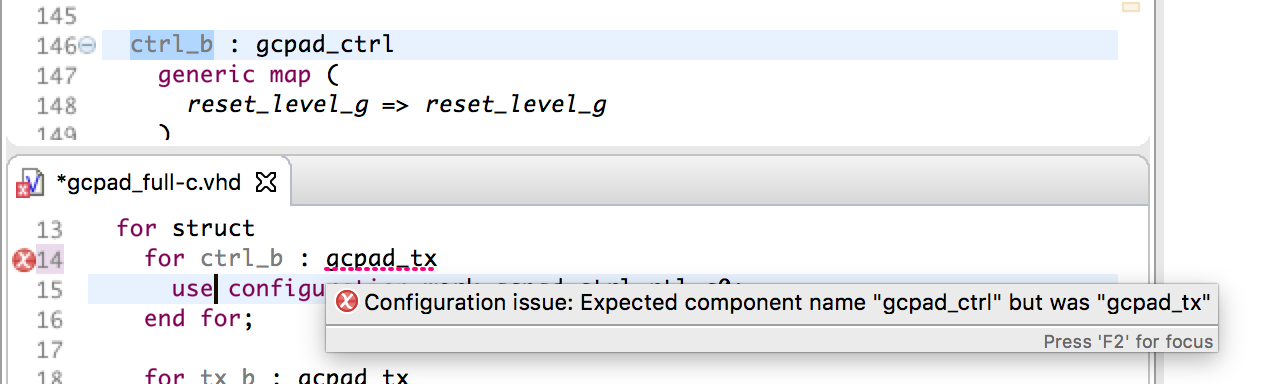 145
146 ctrl_b : gcpad_ctrl
147 generic map (
148 reset_level_g => reset_level_g
149 )
*gcpad_full-c.vhd
13 for struct
14 for ctrl_b : gcpad_tx
15 use configu
Configuration issue: Expected component name "gcpad_ctrl" but was "gcpad_tx"
16 end for;
Press 'F2' for focus
17
18 for tx_b : gcpad_tx